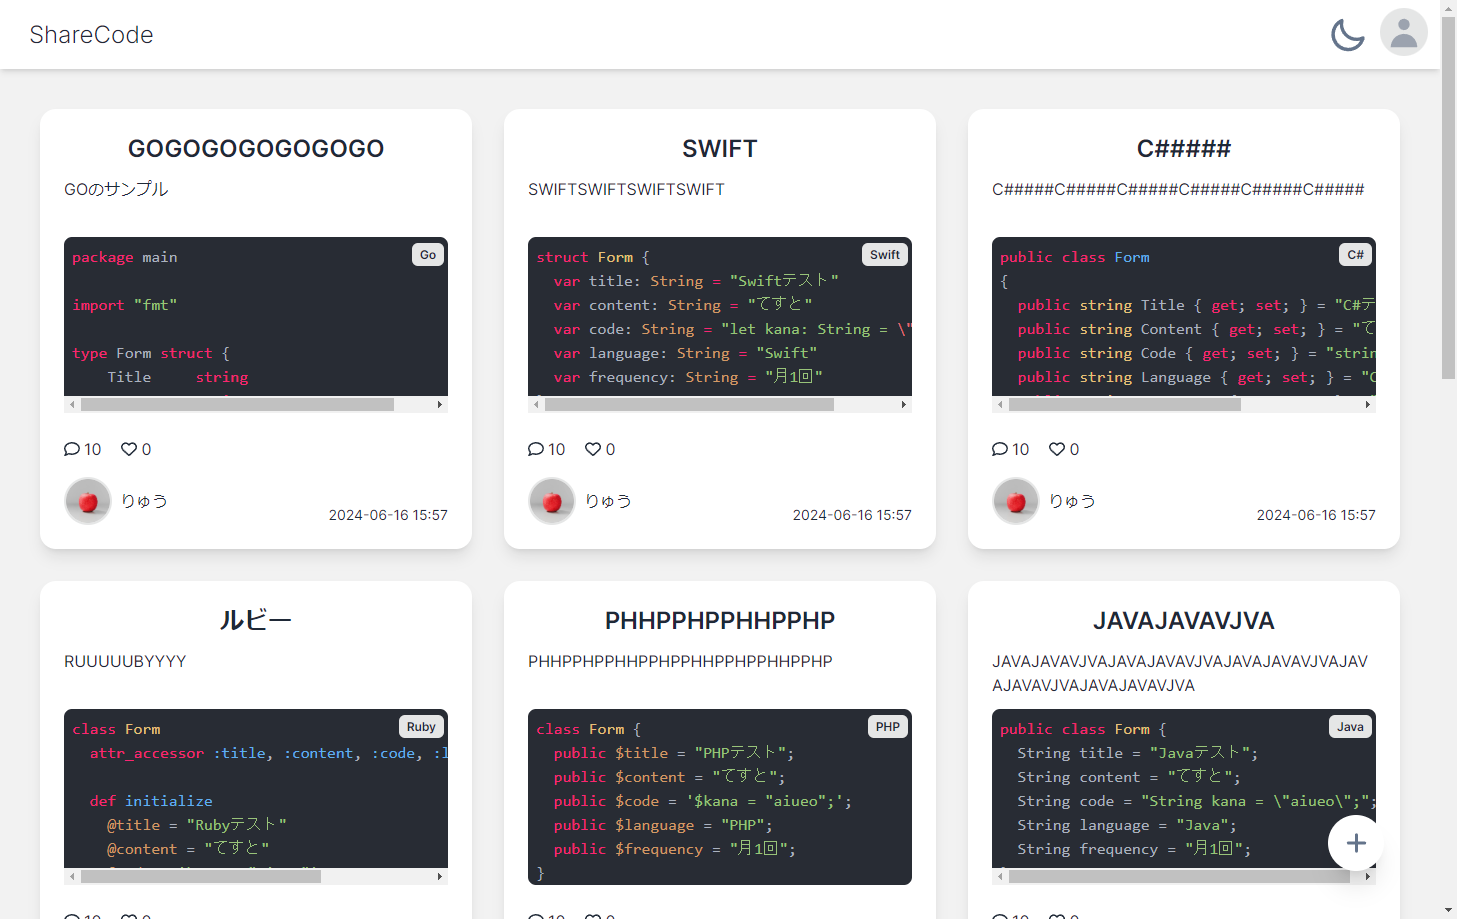 ShareCode
GOGOGOGOGOGOGO
GOのサンプル
Go
package main
import "fmt"
type Form struct {
Title string
10 0
りゅう
2024-06-16 15:57
SWIFT
SWIFTSWIFTSWIFTSWIFT
Swift
struct Form {
var title: String = "Swiftテスト"
var content: String = "てすと"
var code: String = "let kana: String = \"
var language: String = "Swift"
var frequency: String = "月1回"
10 0
りゅう
2024-06-16 15:57
C#####
C#####C#####C#####C#####C#####C#####
C#
public class Form
{
public string Title { get; set; } = "C#テ
public string Content { get; set; } = "て
public string Code { get; set; } = "strin
public string Language { get; set; } = "C
10 0
りゅう
2024-06-16 15:57
ルビー
RUUUUUBYYYY
Ruby
class Form
attr_accessor :title, :content, :code, :l
def initialize
@title = "Rubyテスト"
@content = "てすと"
PHHPPHPPHHPPHP
PHHPPHPPHHPPHPPHHPPHPPHHPPHP
PHP
class Form {
public $title = "PHPテスト";
public $content = "てすと";
public $code = '$kana = "aiueo";';
public $language = "PHP";
public $frequency = "月1回";
}
JAVAJAVAVJVA
JAVAJAVAVJVAJAVAJAVAVJVAJAVAJAVAVJVAJAV
AJAVAVJVAJAVAJAVAVJVA
Java
public class Form {
String title = "Javaテスト";
String content = "てすと";
String code = "String kana = \"aiueo\";";
String language = "Java";
String frequency = "月1回";